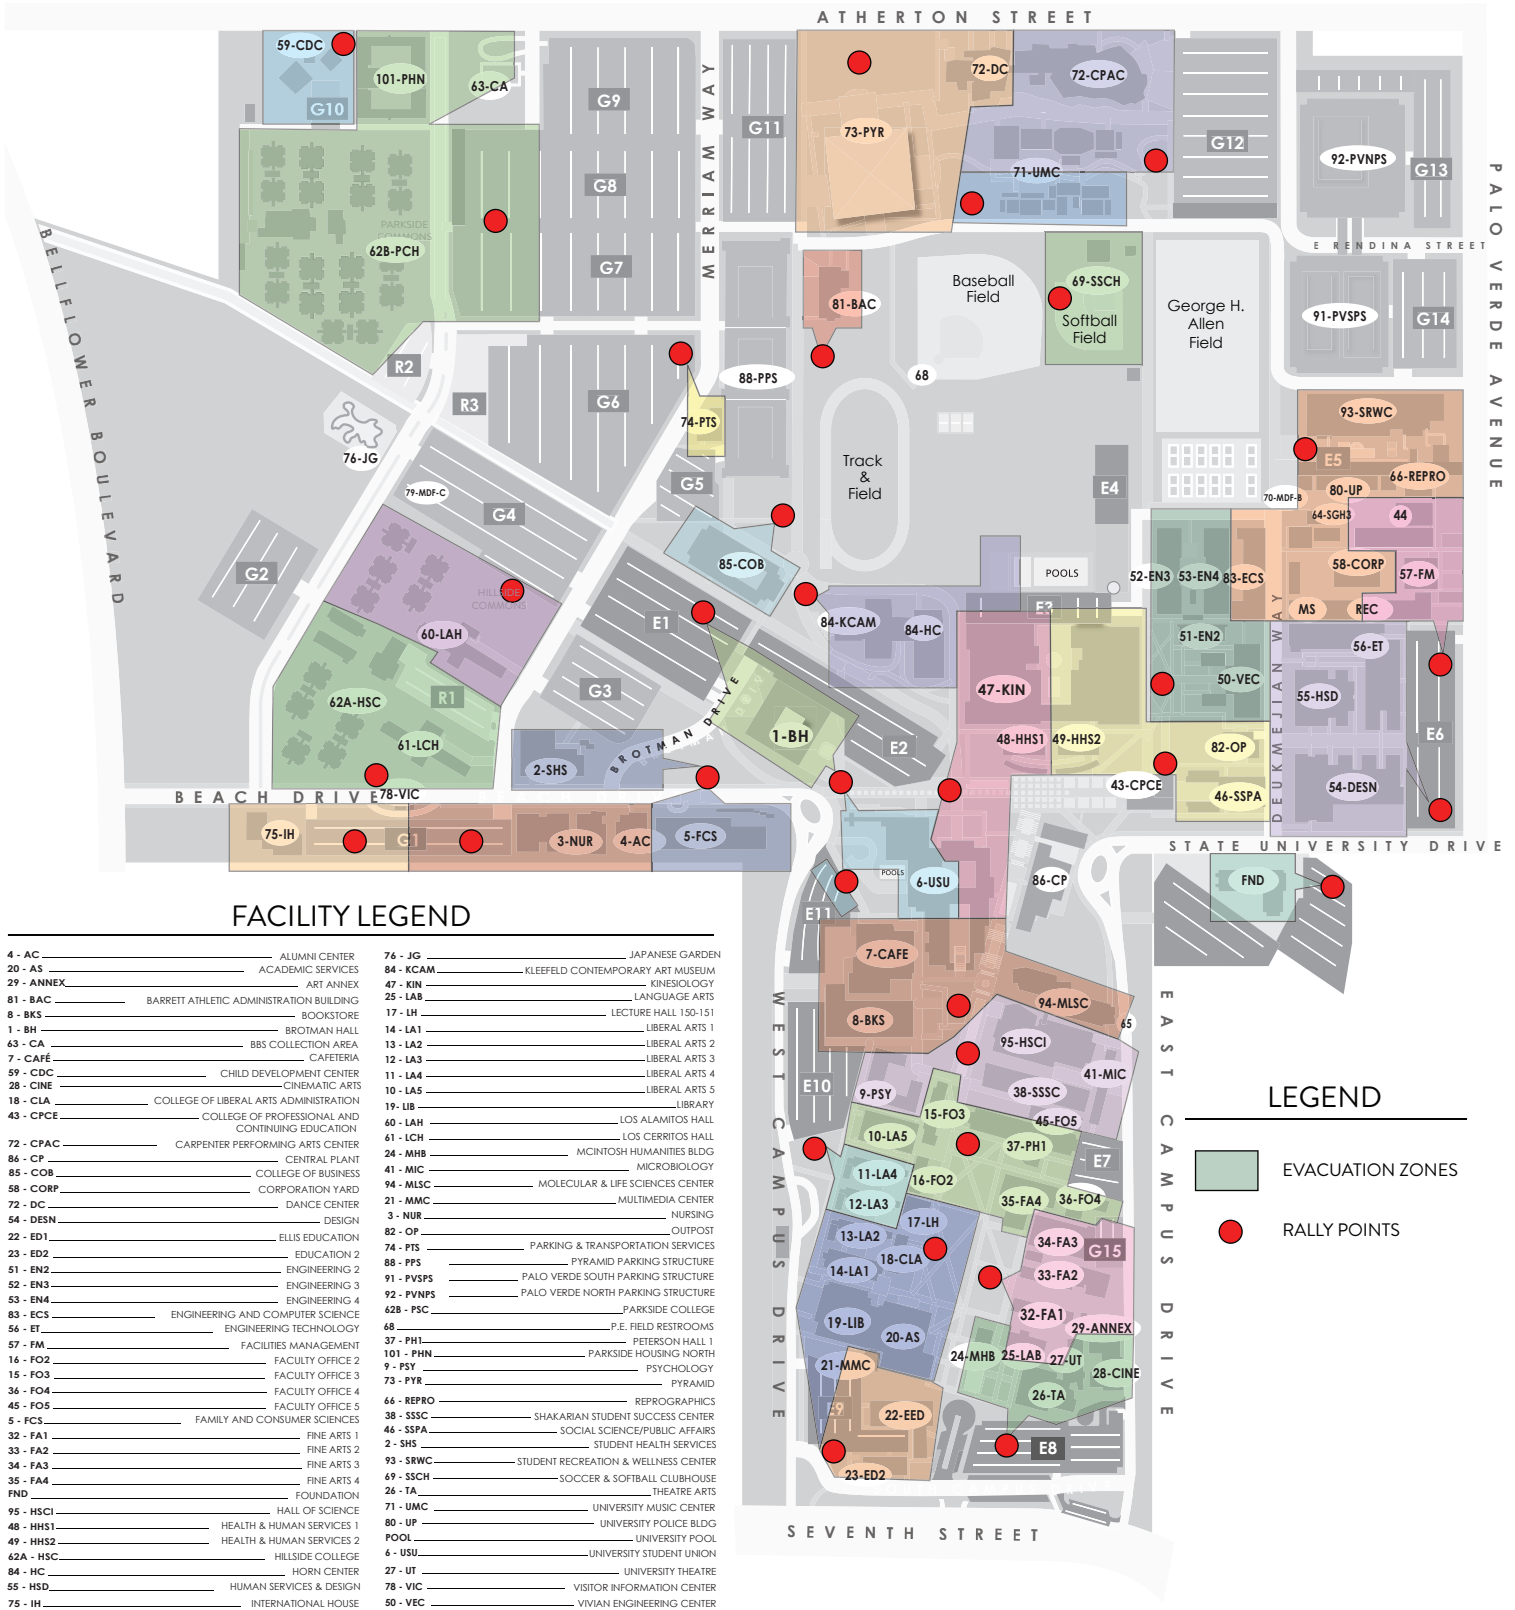 ATHERTON STREET
59-CDC
101-PHN
63-CA
G10
G9
G11
72-DC
72-CPAC
73-PYR
G12
92-PVNPS
G13
71-UMC
G8
MERRIAM WAY
PALO VERDE AVENUE
PARKSIDE
COMMONS
62B-PCH
E RENDINA STREET
G7
BELLFLOWER BOULEVARD
Baseball
Field
69-SSCH
81-BAC
Softball
Field
George H.
Allen
Field
91-PVSPS
G14
R2
88-PPS
68
R3
G6
74-PTS
93-SRWC
76-JG
E5
66-REPRO
Track
&
Field
G5
79-MDF-C
G4
E4
80-UP
70-MDF-B
64-SGH3
44
85-COB
POOLS
52-EN3
53-EN4
83-ECS
58-CORP
57-FM
G2
HILLSIDE
COMMONS
E3
MS
REC
E1
84-KCAM
84-HC
60-LAH
51-EN2
56-ET
DEUKMEJIAN WAY
G3
47-KIN
50-VEC
55-HSD
62A-HSC
R1
BROTMAN DRIVE
1-BH
E2
48-HHS1
49-HHS2
82-OP
E6
61-LCH
2-SHS
43-CPCE
46-SSPA
54-DESN
78-VIC
BEACH DRIVE
75-IH
G1
3-NUR
4-AC
5-FCS
STATE UNIVERSITY DRIVE
POOLS
6-USU
86-CP
FND
E11
FACILITY LEGEND
4 - AC ALUMNI CENTER
20 - AS ACADEMIC SERVICES
29 - ANNEX ART ANNEX
81 - BAC BARRETT ATHLETIC ADMINISTRATION BUILDING
8 - BKS BOOKSTORE
1 - BH BROTMAN HALL
63 - CA BBS COLLECTION AREA
7 - CAFÉ CAFETERIA
59 - CDC CHILD DEVELOPMENT CENTER
28 - CINE CINEMATIC ARTS
18 - CLA COLLEGE OF LIBERAL ARTS ADMINISTRATION
43 - CPCE COLLEGE OF PROFESSIONAL AND
CONTINUING EDUCATION
72 - CPAC CARPENTER PERFORMING ARTS CENTER
86 - CP CENTRAL PLANT
85 - COB COLLEGE OF BUSINESS
58 - CORP CORPORATION YARD
72 - DC DANCE CENTER
54 - DESN DESIGN
22 - ED1 ELLIS EDUCATION
23 - ED2 EDUCATION 2
51 - EN2 ENGINEERING 2
52 - EN3 ENGINEERING 3
53 - EN4 ENGINEERING 4
83 - ECS ENGINEERING AND COMPUTER SCIENCE
56 - ET ENGINEERING TECHNOLOGY
57 - FM FACILITIES MANAGEMENT
16 - FO2 FACULTY OFFICE 2
15 - FO3 FACULTY OFFICE 3
36 - FO4 FACULTY OFFICE 4
45 - FO5 FACULTY OFFICE 5
5 - FCS FAMILY AND CONSUMER SCIENCES
32 - FA1 FINE ARTS 1
33 - FA2 FINE ARTS 2
34 - FA3 FINE ARTS 3
35 - FA4 FINE ARTS 4
FND FOUNDATION
95 - HSCI HALL OF SCIENCE
48 - HHS1 HEALTH & HUMAN SERVICES 1
49 - HHS2 HEALTH & HUMAN SERVICES 2
62A - HSC HILLSIDE COLLEGE
84 - HC HORN CENTER
55 - HSD HUMAN SERVICES & DESIGN
75 - IH INTERNATIONAL HOUSE
76 - JG JAPANESE GARDEN
84 - KCAM KLEEFELD CONTEMPORARY ART MUSEUM
47 - KIN KINESIOLOGY
25 - LAB LANGUAGE ARTS
17 - LH LECTURE HALL 150-151
14 - LA1 LIBERAL ARTS 1
13 - LA2 LIBERAL ARTS 2
12 - LA3 LIBERAL ARTS 3
11 - LA4 LIBERAL ARTS 4
10 - LA5 LIBERAL ARTS 5
19 - LIB LIBRARY
60 - LAH LOS ALAMITOS HALL
61 - LCH LOS CERRITOS HALL
24 - MHB MCINTOSH HUMANITIES BLDG
41 - MIC MICROBIOLOGY
94 - MLSC MOLECULAR & LIFE SCIENCES CENTER
21 - MMC MULTIMEDIA CENTER
3 - NUR NURSING
82 - OP OUTPOST
74 - PTS PARKING & TRANSPORTATION SERVICES
88 - PPS PYRAMID PARKING STRUCTURE
91 - PVSPS PALO VERDE SOUTH PARKING STRUCTURE
92 - PVNPS PALO VERDE NORTH PARKING STRUCTURE
62B - PSC PARKSIDE COLLEGE
68 P.E. FIELD RESTROOMS
37 - PH1 PETERSON HALL 1
101 - PHN PARKSIDE HOUSING NORTH
9 - PSY PSYCHOLOGY
73 - PYR PYRAMID
66 - REPRO REPROGRAPHICS
38 - SSSC SHAKARIAN STUDENT SUCCESS CENTER
46 - SSPA SOCIAL SCIENCE/PUBLIC AFFAIRS
2 - SHS STUDENT HEALTH SERVICES
93 - SRWC STUDENT RECREATION & WELLNESS CENTER
69 - SSCH SOCCER & SOFTBALL CLUBHOUSE
26 - TA THEATRE ARTS
71 - UMC UNIVERSITY MUSIC CENTER
80 - UP UNIVERSITY POLICE BLDG
POOL UNIVERSITY POOL
6 - USU UNIVERSITY STUDENT UNION
27 - UT UNIVERSITY THEATRE
78 - VIC VISITOR INFORMATION CENTER
50 - VEC VIVIAN ENGINEERING CENTER
7-CAFE
8-BKS
94-MLSC
65
95-HSCI
41-MIC
WEST CAMPUS DRIVE
EAST CAMPUS DRIVE
E10
9-PSY
38-SSSC
15-FO3
45-FO5
10-LA5
37-PH1
E7
11-LA4
16-FO2
12-LA3
35-FA4
36-FO4
17-LH
13-LA2
18-CLA
34-FA3
G15
14-LA1
33-FA2
32-FA1
19-LIB
20-AS
29-ANNEX
24-MHB
25-LAB
27-UT
21-MMC
28-CINE
26-TA
E9
22-EED
E8
23-ED2
SEVENTH STREET
LEGEND
EVACUATION ZONES
RALLY POINTS